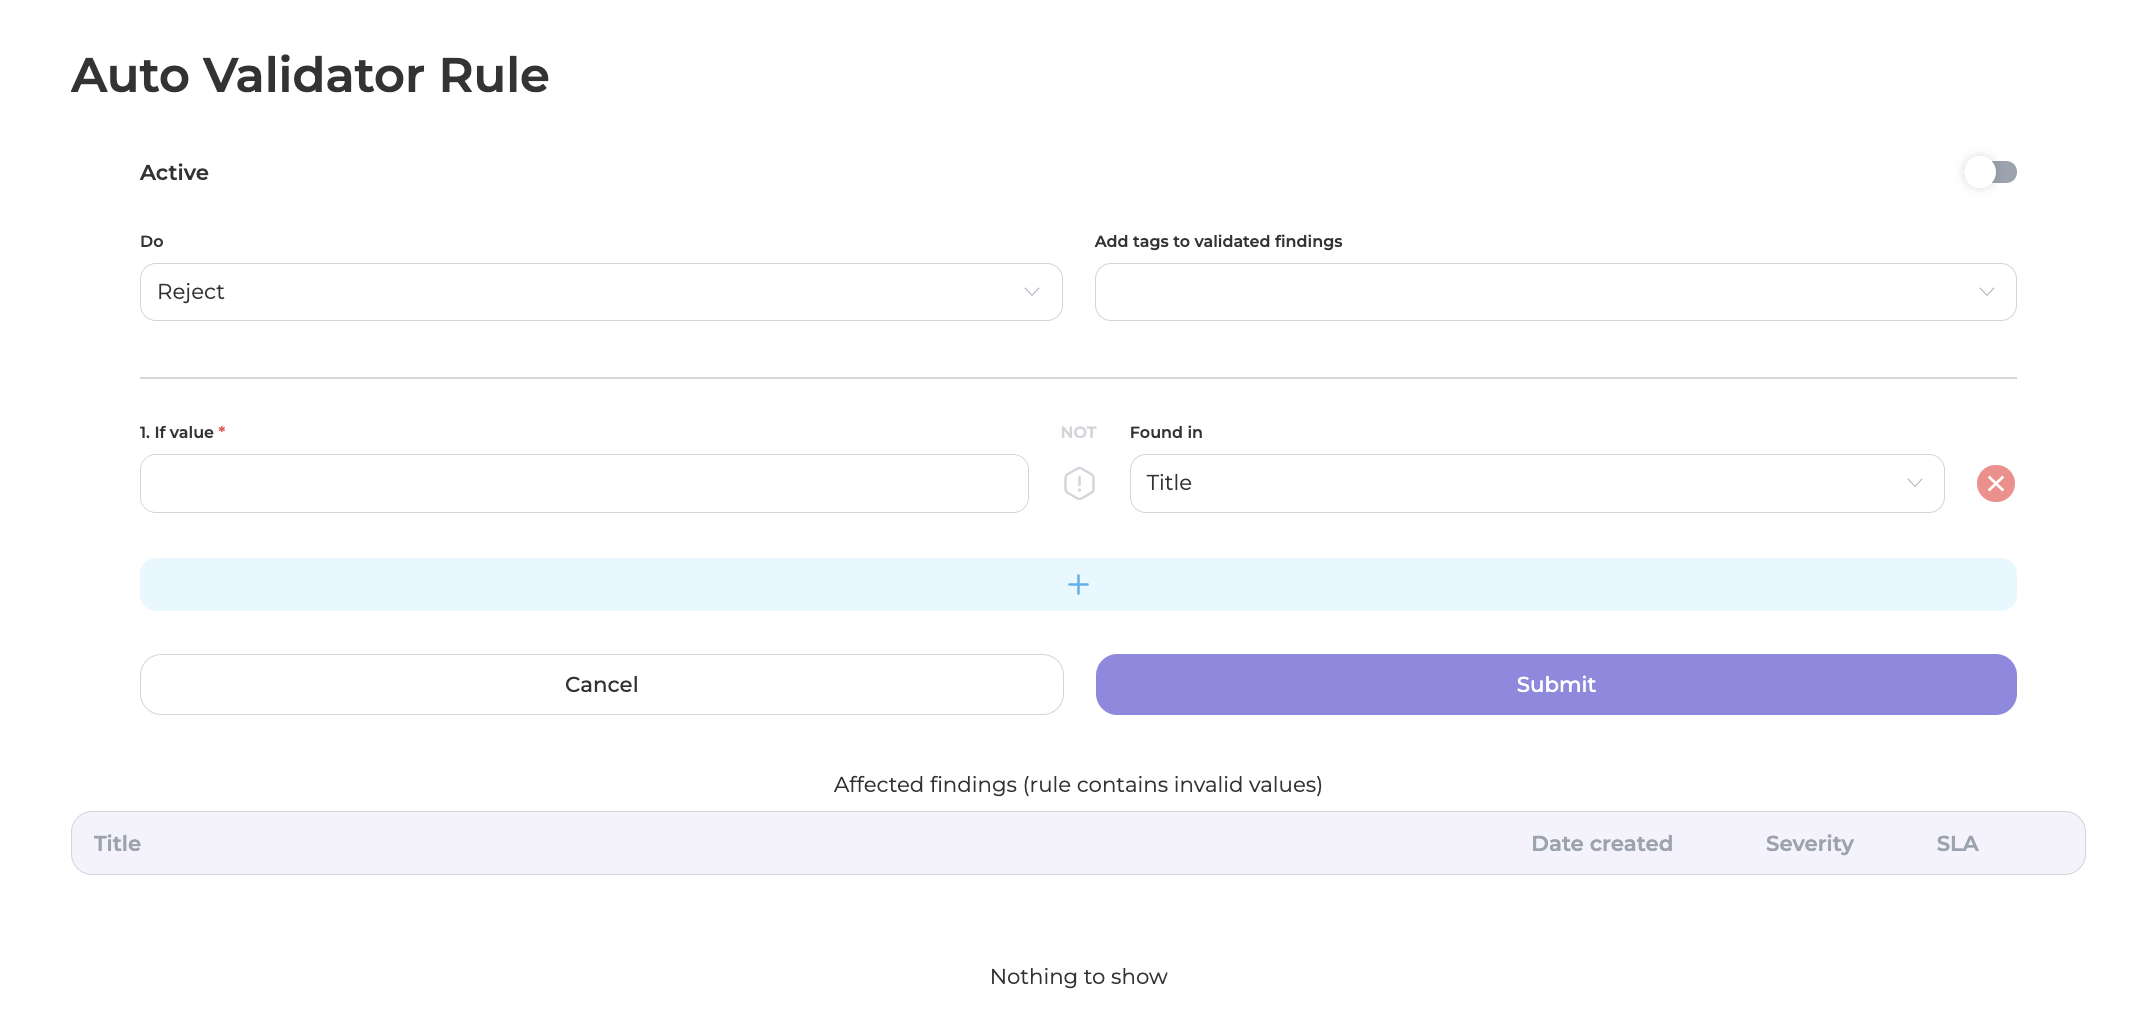 Auto Validator Rule
Active
Do
Add tags to validated findings
Reject
1. If value *
NOT
Found in
Title
Cancel
Submit
Affected findings (rule contains invalid values)
Title Date created Severity SLA
Nothing to show